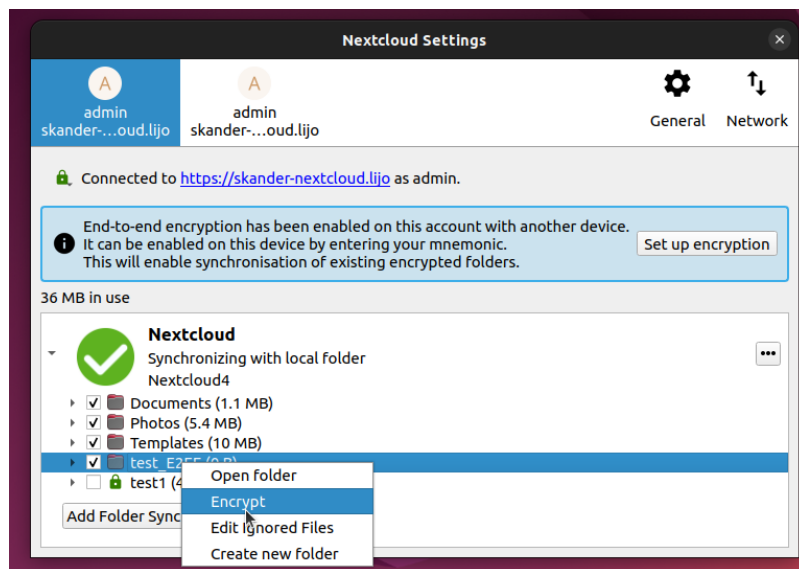 Nextcloud Settings
A
admin
skander-...oud.lijo
A
admin
skander-...oud.lijo
General
Network
Connected to https://skander-nextcloud.lijo as admin.
End-to-end encryption has been enabled on this account with another device.
It can be enabled on this device by entering your mnemonic.
This will enable synchronisation of existing encrypted folders.
Set up encryption
36 MB in use
Nextcloud
Synchronizing with local folder
Nextcloud4
Documents (1.1 MB)
Photos (5.4 MB)
Templates (10 MB)
test_E2EE (0 B)
test1 (4
Add Folder Sync
Open folder
Encrypt
Edit Ignored Files
Create new folder